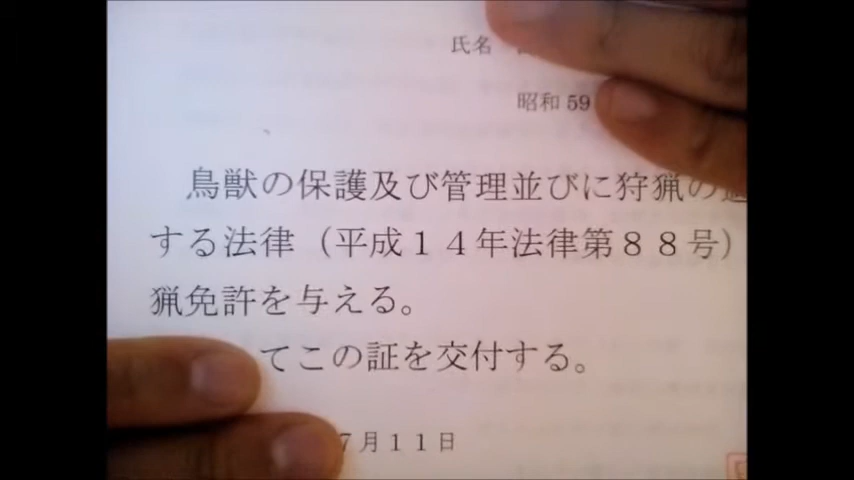 氏名
昭和59
鳥獣の保護及び管理並びに狩猟の
する法律（平成１４年法律第８８号）
猟免許を与える。
てこの証を交付する。
７月１１日